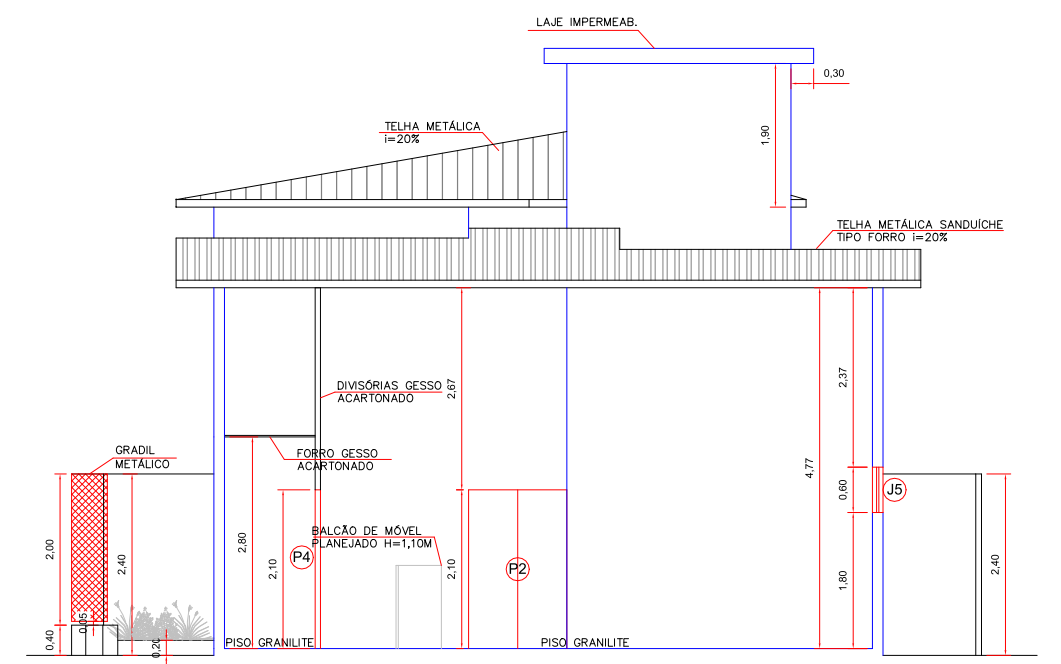 LAJE IMPERMEAB.
0,30
1,90
TELHA METÁLICA
i=20%
TELHA METÁLICA SANDUÍCHE
TIPO FORRO i=20%
2,67
2,37
DIVISÓRIAS GESSO
ACARTONADO
GRADIL
METÁLICO
FORRO GESSO
ACARTONADO
4,77
0,60
J5
BALCÃO DE MÓVEL
PLANEJADO H=1,10M
2,00
2,40
2,80
2,10
P4
2,10
P2
1,80
2,40
0,05
0,40
0,20
PISO GRANILITE
PISO GRANILITE